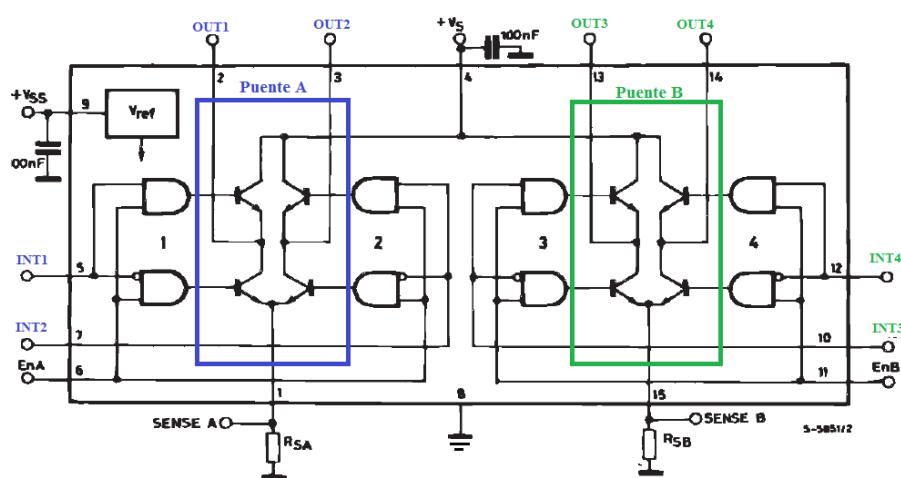 OUT1
OUT2
+VS
100nF
OUT3
OUT4
2
3
4
13
14
Puente A
Puente B
+VSS
9
Vref
00nF
1
2
3
4
INT1
5
12
INT4
INT2
7
10
INT3
EnA
6
11
EnB
1
8
15
SENSE A
RSA
SENSE B
RSB
S-5851/2